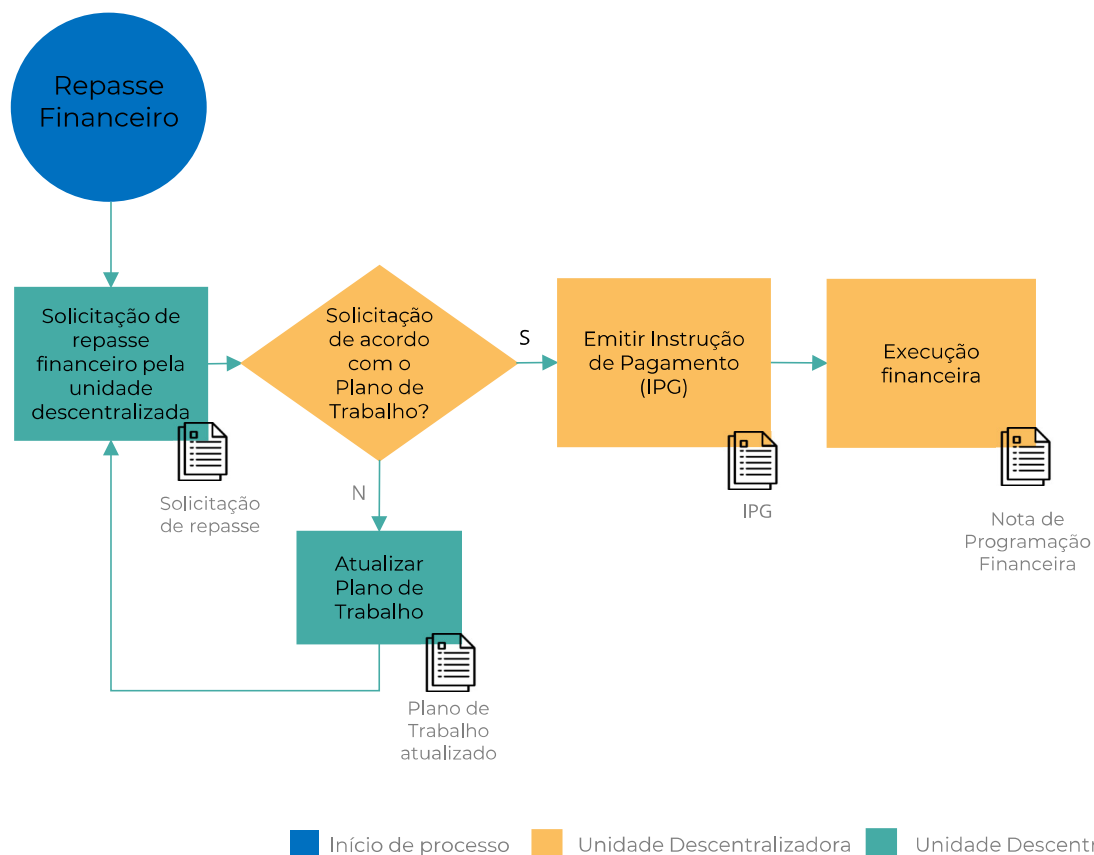 Repasse
Financeiro
Solicitação de
repasse
financeiro pela
unidade
descentralizada
Solicitação
de repasse
Solicitação
de acordo
com o
Plano de
Trabalho?
S
N
Emitir Instrução
de Pagamento
(IPG)
IPG
Execução
financeira
Nota de
Programação
Financeira
Atualizar
Plano de
Trabalho
Plano de
Trabalho
atualizado
Início de processo Unidade Descentralizadora Unidade Descentr